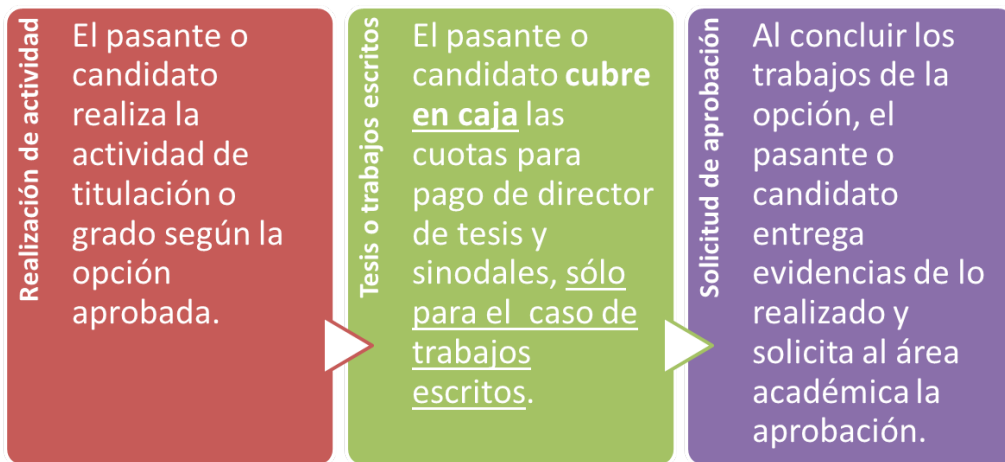 Realización de actividad
El pasante o
candidato
realiza la
actividad de
titulación o
grado según la
opción
aprobada.
Tesis o trabajos escritos
El pasante o
candidato cubre
en caja las
cuotas para
pago de director
de tesis y
sinodales, sólo
para el caso de
trabajos
escritos.
Solicitud de aprobación
Al concluir los
trabajos de la
opción, el
pasante o
candidato
entrega
evidencias de lo
realizado y
solicita al área
académica la
aprobación.